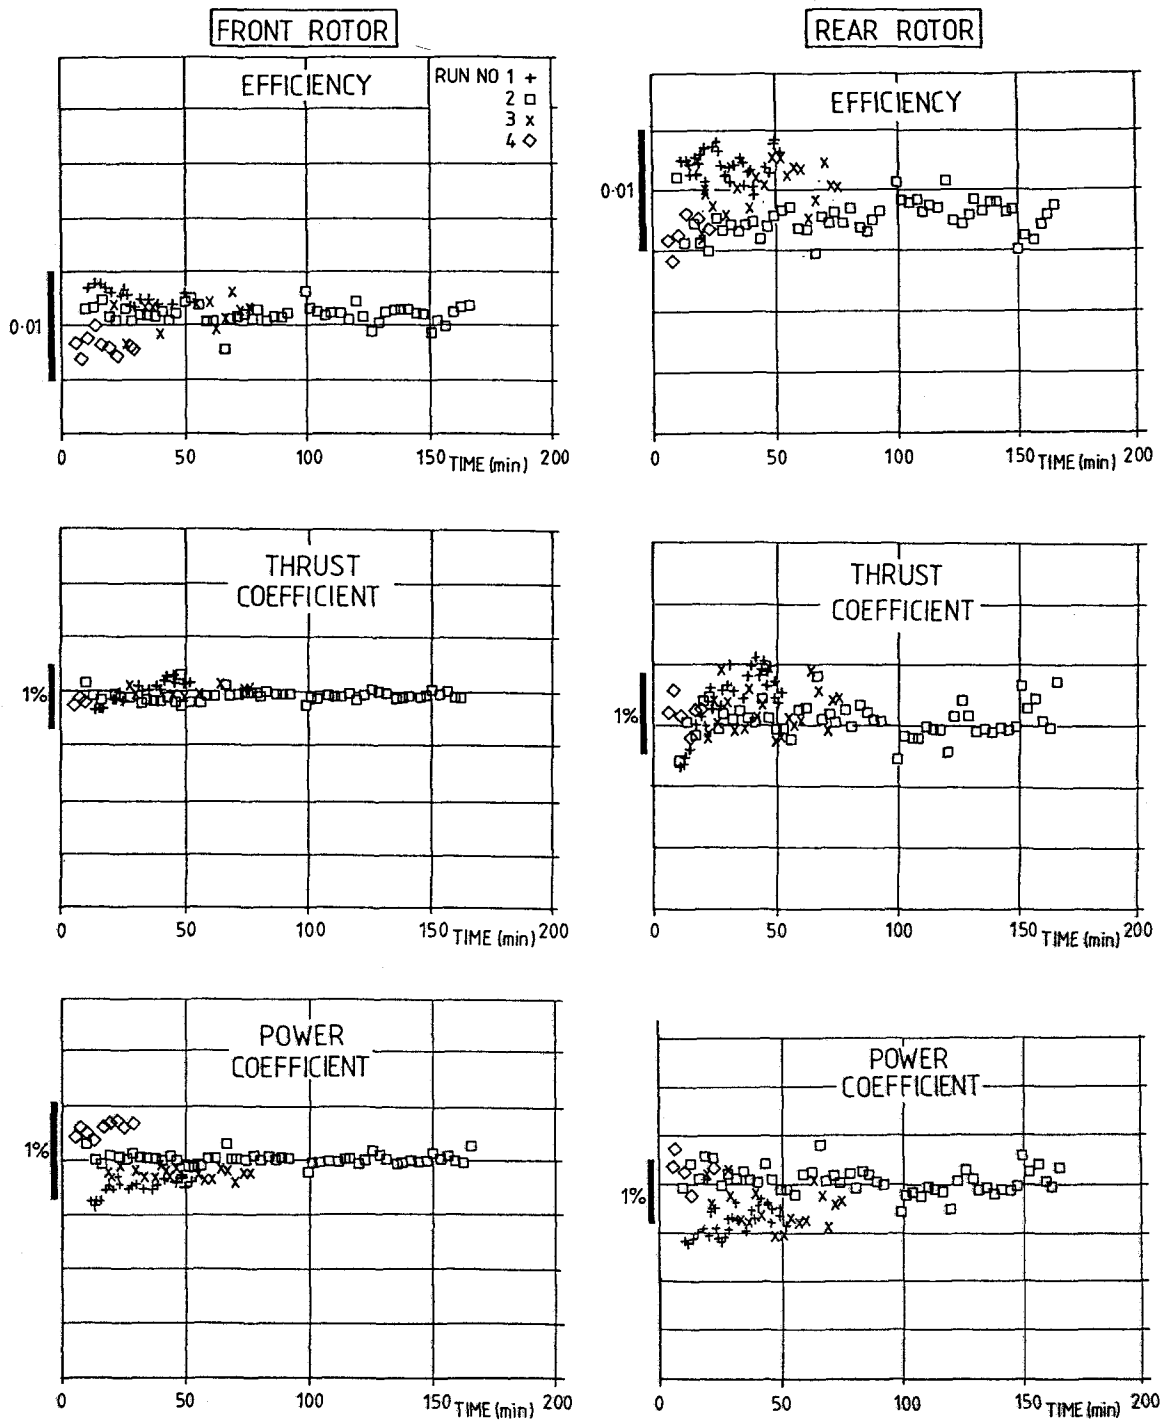 FRONT ROTOR
EFFICIENCY
RUN NO 1 +
2 □
3 x
4 ◇
0·01
0 50 100 150 TIME (min) 200
THRUST
COEFFICIENT
1%
0 50 100 150 TIME (min) 200
POWER
COEFFICIENT
1%
0 50 100 150 TIME (min) 200
REAR ROTOR
EFFICIENCY
0·01
0 50 100 150 TIME (min) 200
THRUST
COEFFICIENT
1%
0 50 100 150 TIME (min) 200
POWER
COEFFICIENT
1%
0 50 100 150 TIME (min) 200